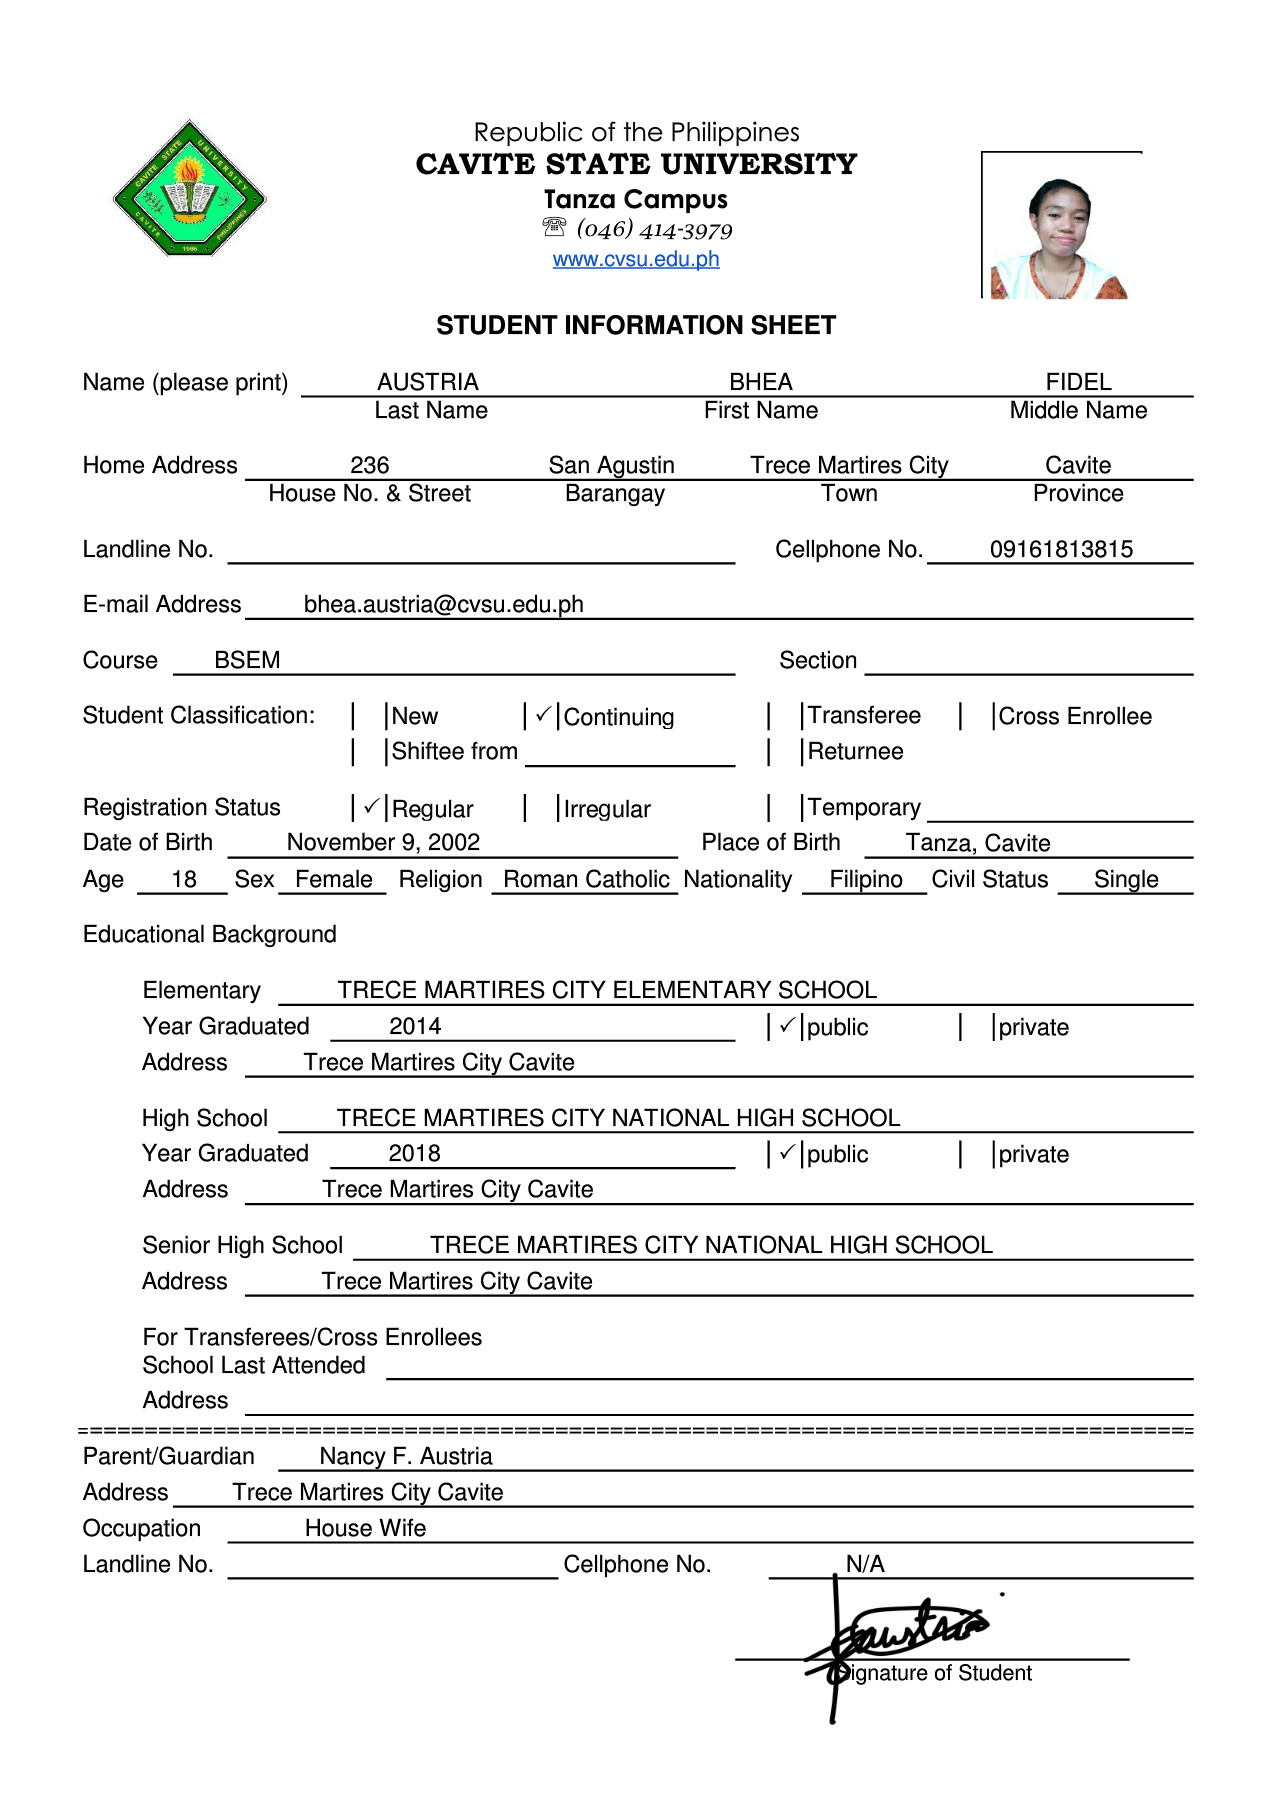 Republic of the Philippines
CAVITE STATE UNIVERSITY
Tanza Campus
☏ (046) 414-3979
www.cvsu.edu.ph
CAVITE STATE UNIVERSITY
CAVITE 1906 PHILIPPINES
STUDENT INFORMATION SHEET
Name (please print) AUSTRIA BHEA FIDEL
Last Name First Name Middle Name
Home Address 236 San Agustin Trece Martires City Cavite
House No. & Street Barangay Town Province
Landline No. Cellphone No. 09161813815
E-mail Address bhea.austria@cvsu.edu.ph
Course BSEM Section
Student Classification: | |New |✓|Continuing | |Transferee | |Cross Enrollee
| |Shiftee from | |Returnee
Registration Status |✓|Regular | |Irregular | |Temporary
Date of Birth November 9, 2002 Place of Birth Tanza, Cavite
Age 18 Sex Female Religion Roman Catholic Nationality Filipino Civil Status Single
Educational Background
Elementary TRECE MARTIRES CITY ELEMENTARY SCHOOL
Year Graduated 2014 |✓|public | |private
Address Trece Martires City Cavite
High School TRECE MARTIRES CITY NATIONAL HIGH SCHOOL
Year Graduated 2018 |✓|public | |private
Address Trece Martires City Cavite
Senior High School TRECE MARTIRES CITY NATIONAL HIGH SCHOOL
Address Trece Martires City Cavite
For Transferees/Cross Enrollees
School Last Attended
Address
Parent/Guardian Nancy F. Austria
Address Trece Martires City Cavite
Occupation House Wife
Landline No. Cellphone No. N/A
austria
Signature of Student